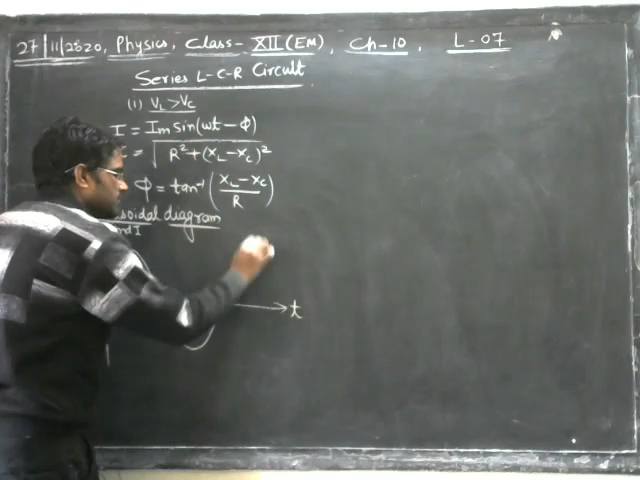 27|11|2020, Physics, Class- XII (EM), Ch-10, L-07
Series L-C-R Circuit
(i) VL > VC
I = Im sin(wt - Φ)
= √R² + (XL - XC)²
Φ = tan⁻¹ (XL - XC / R)
diagram
t